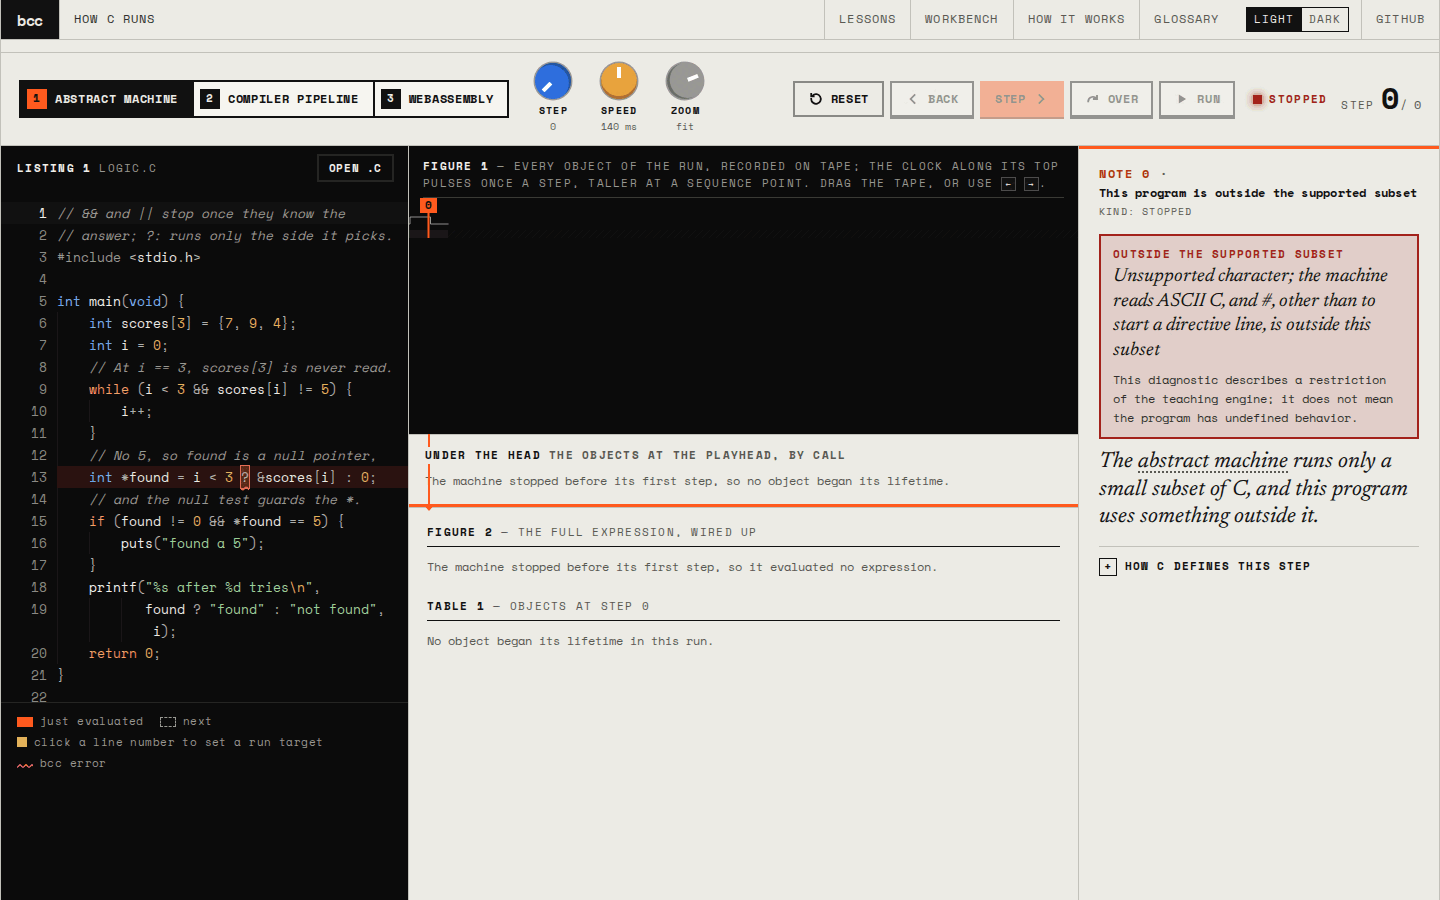 bcc HOW C RUNS LESSONS WORKBENCH HOW IT WORKS GLOSSARY LIGHT DARK GITHUB
1 ABSTRACT MACHINE 2 COMPILER PIPELINE 3 WEBASSEMBLY
STEP SPEED ZOOM
0 140 ms fit
RESET BACK STEP OVER RUN STOPPED STEP 0 / 0
LISTING 1 LOGIC.C OPEN .C
1 // && and || stop once they know the
2 // answer; ?: runs only the side it picks.
3 #include <stdio.h>
4
5 int main(void) {
6 int scores[3] = {7, 9, 4};
7 int i = 0;
8 // At i == 3, scores[3] is never read.
9 while (i < 3 && scores[i] != 5) {
10 i++;
11 }
12 // No 5, so found is a null pointer,
13 int *found = i < 3 ? &scores[i] : 0;
14 // and the null test guards the *.
15 if (found != 0 && *found == 5) {
16 puts("found a 5");
17 }
18 printf("%s after %d tries\n",
19 found ? "found" : "not found",
i);
20 return 0;
21 }
22
just evaluated next
click a line number to set a run target
bcc error
FIGURE 1 — EVERY OBJECT OF THE RUN, RECORDED ON TAPE; THE CLOCK ALONG ITS TOP
PULSES ONCE A STEP, TALLER AT A SEQUENCE POINT. DRAG THE TAPE, OR USE ← →.
0
UNDER THE HEAD THE OBJECTS AT THE PLAYHEAD, BY CALL
The machine stopped before its first step, so no object began its lifetime.
FIGURE 2 — THE FULL EXPRESSION, WIRED UP
The machine stopped before its first step, so it evaluated no expression.
TABLE 1 — OBJECTS AT STEP 0
No object began its lifetime in this run.
NOTE 0 ·
This program is outside the supported subset
KIND: STOPPED
OUTSIDE THE SUPPORTED SUBSET
Unsupported character; the machine
reads ASCII C, and #, other than to
start a directive line, is outside this
subset
This diagnostic describes a restriction
of the teaching engine; it does not mean
the program has undefined behavior.
The abstract machine runs only a
small subset of C, and this program
uses something outside it.
+ HOW C DEFINES THIS STEP